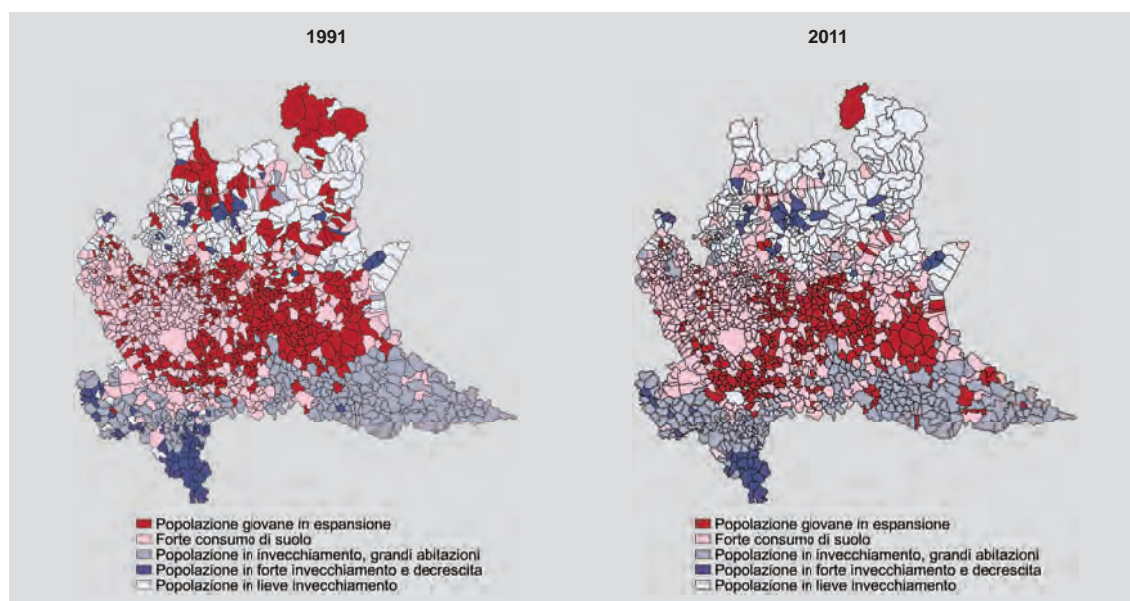 1991
2011
Popolazione giovane in espansione
Forte consumo di suolo
Popolazione in invecchiamento, grandi abitazioni
Popolazione in forte invecchiamento e decrescita
Popolazione in lieve invecchiamento
Popolazione giovane in espansione
Forte consumo di suolo
Popolazione in invecchiamento, grandi abitazioni
Popolazione in forte invecchiamento e decrescita
Popolazione in lieve invecchiamento